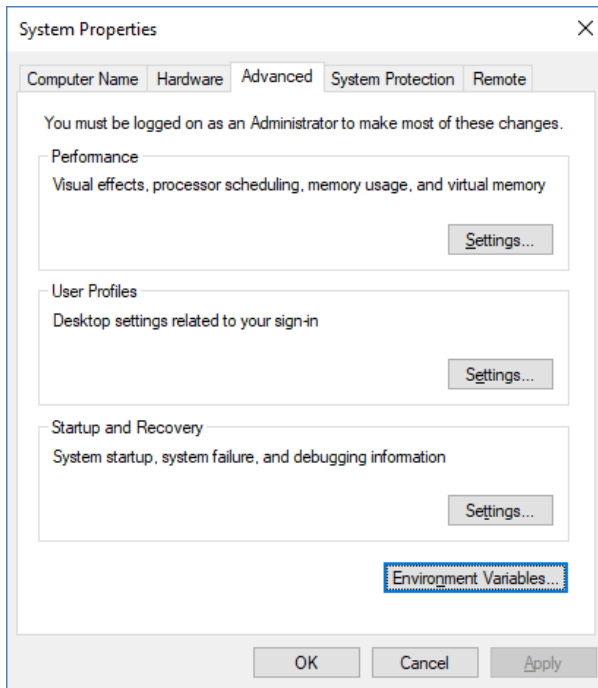 System Properties
Computer Name Hardware Advanced System Protection Remote
You must be logged on as an Administrator to make most of these changes.
Performance
Visual effects, processor scheduling, memory usage, and virtual memory
Settings...
User Profiles
Desktop settings related to your sign-in
Settings...
Startup and Recovery
System startup, system failure, and debugging information
Settings...
Environment Variables...
OK Cancel Apply